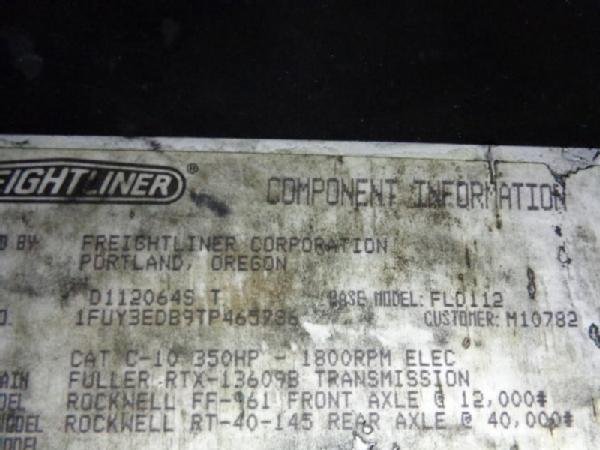 EIGHTLINER® COMPONENT INFORMATION
D BY FREIGHTLINER CORPORATION
PORTLAND, OREGON
D112064S T BASE MODEL: FLD112
O. 1FUY3EDB9TP465736 CUSTOMER: M10782
CAT C-10 350HP - 1800RPM ELEC
AIN FULLER RTX-13609B TRANSMISSION
DEL ROCKWELL FF-961 FRONT AXLE @ 12,000#
MODEL ROCKWELL RT-40-145 REAR AXLE @ 40,000#
MODEL